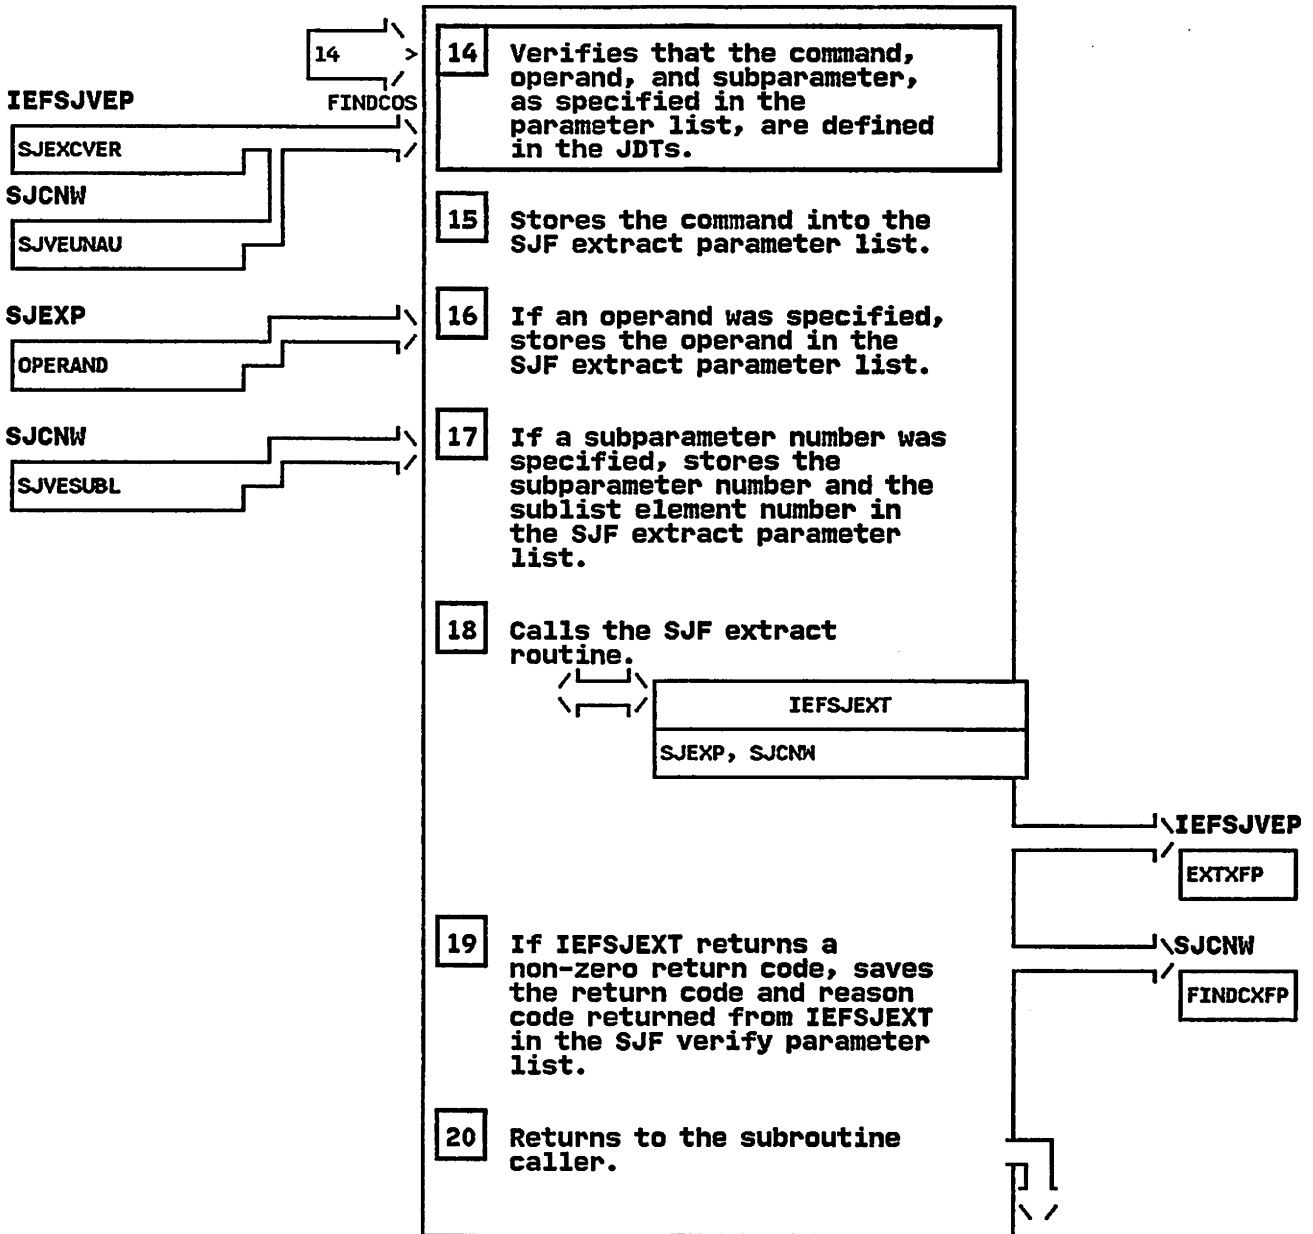 14
FINDCOS
IEFSJVEP
SJEXCVER
SJCNW
SJVEUNAU
SJEXP
OPERAND
SJCNW
SJVESUBL
14 Verifies that the command,
operand, and subparameter,
as specified in the
parameter list, are defined
in the JDTs.
15 Stores the command into the
SJF extract parameter list.
16 If an operand was specified,
stores the operand in the
SJF extract parameter list.
17 If a subparameter number was
specified, stores the
subparameter number and the
sublist element number in
the SJF extract parameter
list.
18 Calls the SJF extract
routine.
IEFSJEXT
SJEXP, SJCNW
IEFSJVEP
EXTXFP
19 If IEFSJEXT returns a
non-zero return code, saves
the return code and reason
code returned from IEFSJEXT
in the SJF verify parameter
list.
SJCNW
FINDCXFP
20 Returns to the subroutine
caller.